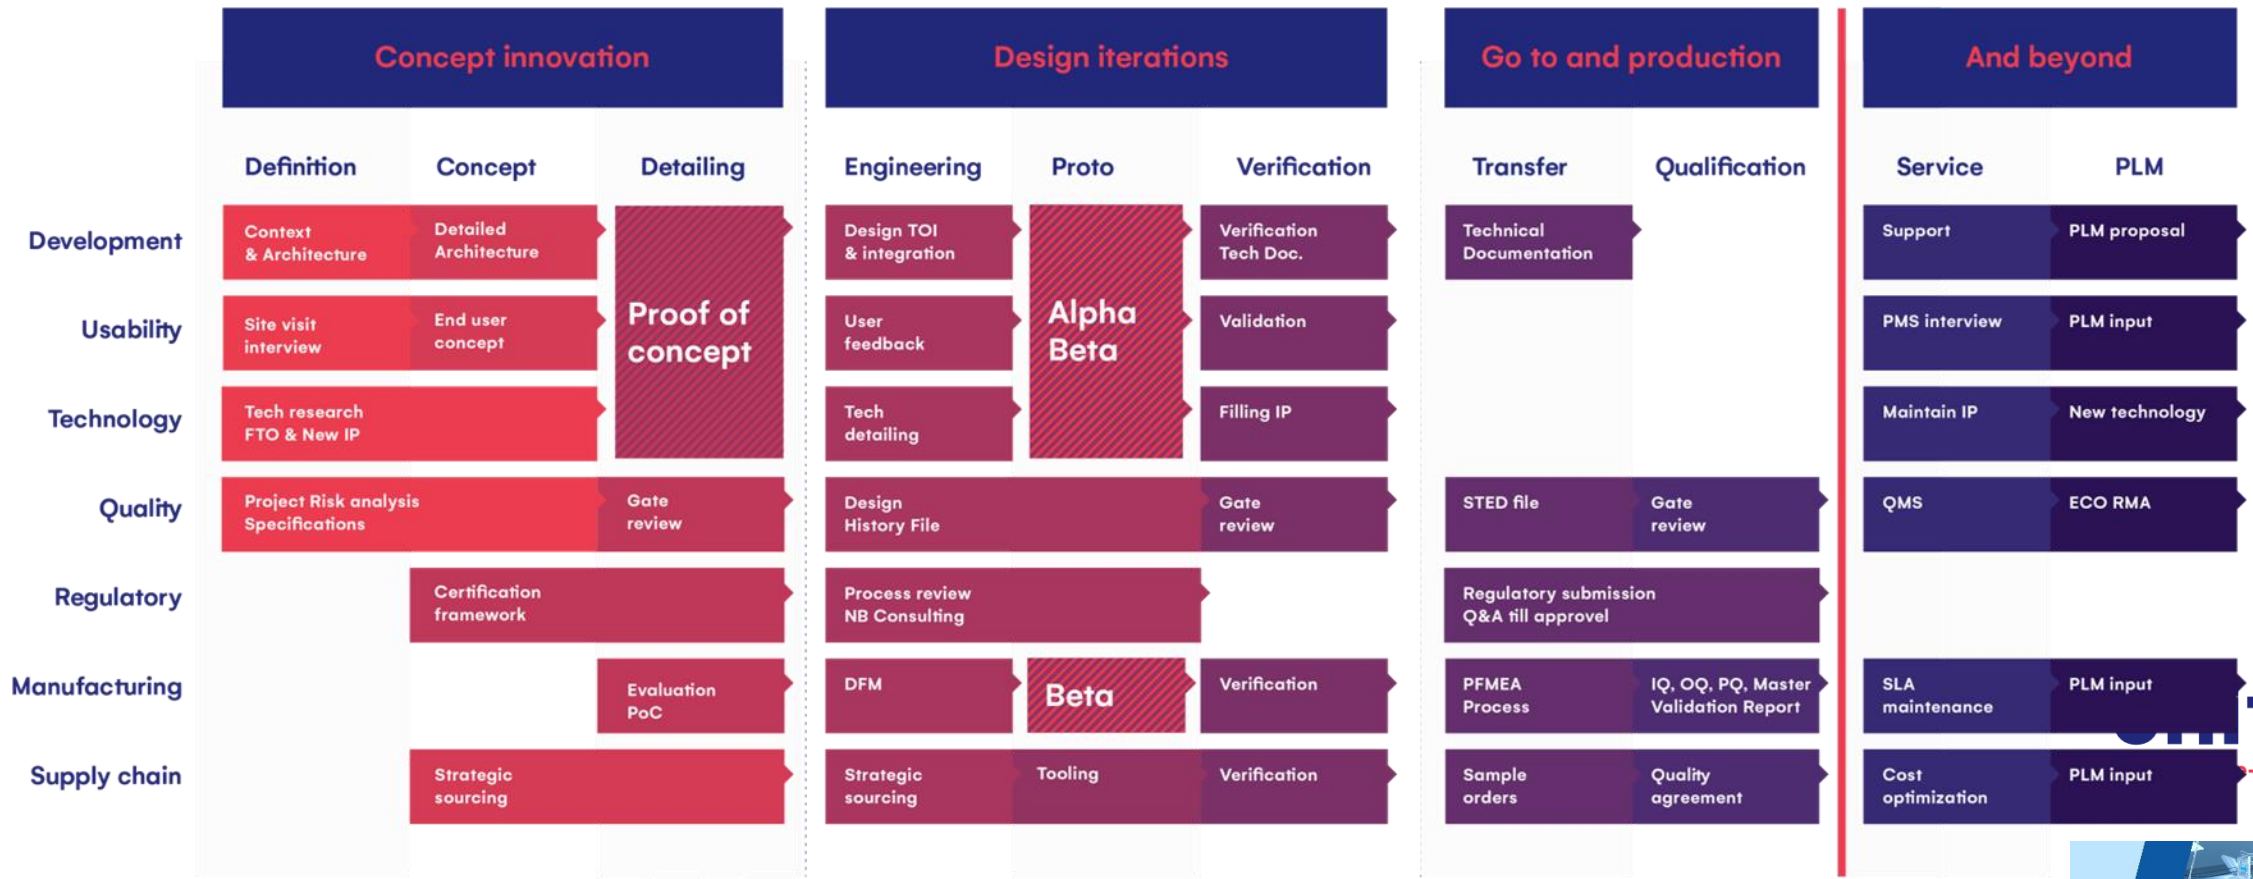 Concept innovation
Design iterations
Go to and production
And beyond
Definition
Concept
Detailing
Engineering
Proto
Verification
Transfer
Qualification
Service
PLM
Development
Context
& Architecture
Detailed
Architecture
Proof of
concept
Design TOI
& integration
Alpha
Beta
Verification
Tech Doc.
Technical
Documentation
Support
PLM proposal
Usability
Site visit
interview
End user
concept
User
feedback
Validation
PMS interview
PLM input
Technology
Tech research
FTO & New IP
Tech
detailing
Filling IP
Maintain IP
New technology
Quality
Project Risk analysis
Specifications
Gate
review
Design
History File
Gate
review
STED file
Gate
review
QMS
ECO RMA
Regulatory
Certification
framework
Process review
NB Consulting
Regulatory submission
Q&A till approvel
Manufacturing
Evaluation
PoC
DFM
Beta
Verification
PFMEA
Process
IQ, OQ, PQ, Master
Validation Report
SLA
maintenance
PLM input
Supply chain
Strategic
sourcing
Strategic
sourcing
Tooling
Verification
Sample
orders
Quality
agreement
Cost
optimization
PLM input